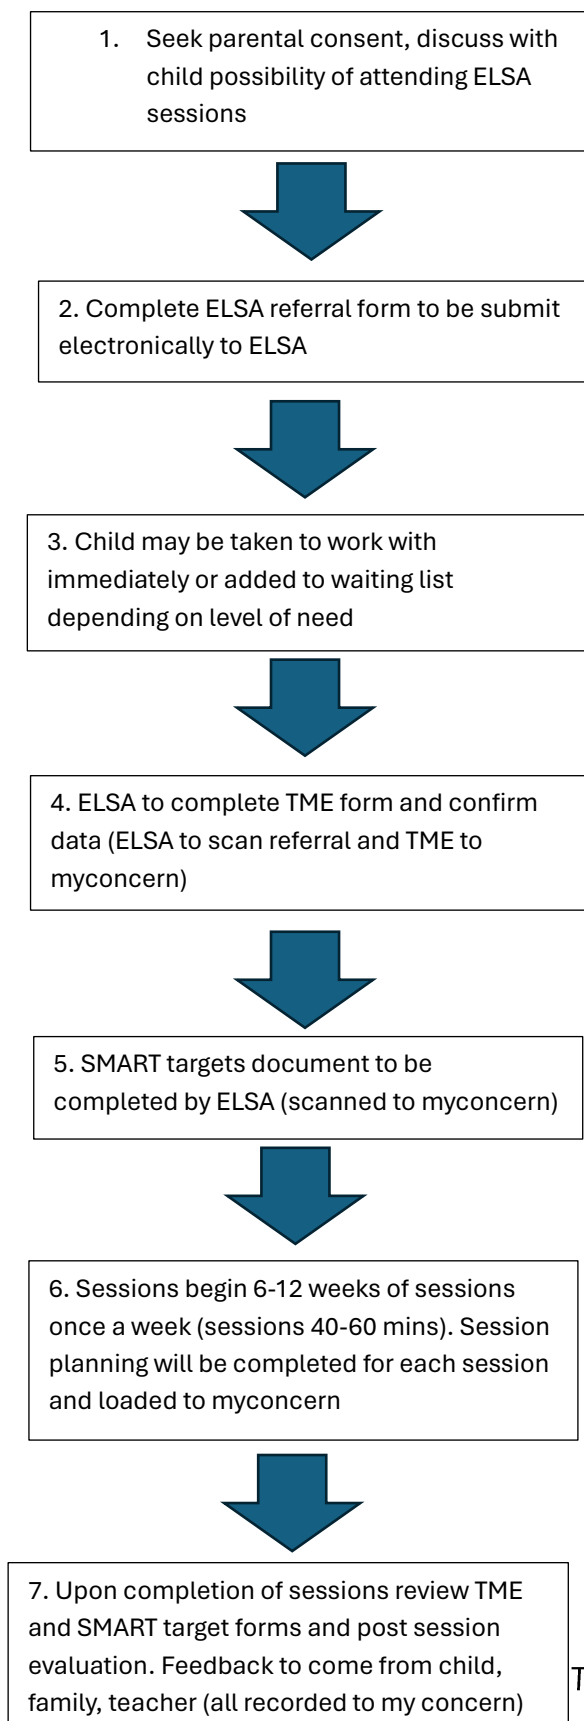 1. Seek parental consent, discuss with
child possibility of attending ELSA
sessions
2. Complete ELSA referral form to be submit
electronically to ELSA
3. Child may be taken to work with
immediately or added to waiting list
depending on level of need
4. ELSA to complete TME form and confirm
data (ELSA to scan referral and TME to
myconcern)
5. SMART targets document to be
completed by ELSA (scanned to myconcern)
6. Sessions begin 6-12 weeks of sessions
once a week (sessions 40-60 mins). Session
planning will be completed for each session
and loaded to myconcern
7. Upon completion of sessions review TME
and SMART target forms and post session
evaluation. Feedback to come from child,
family, teacher (all recorded to my concern)